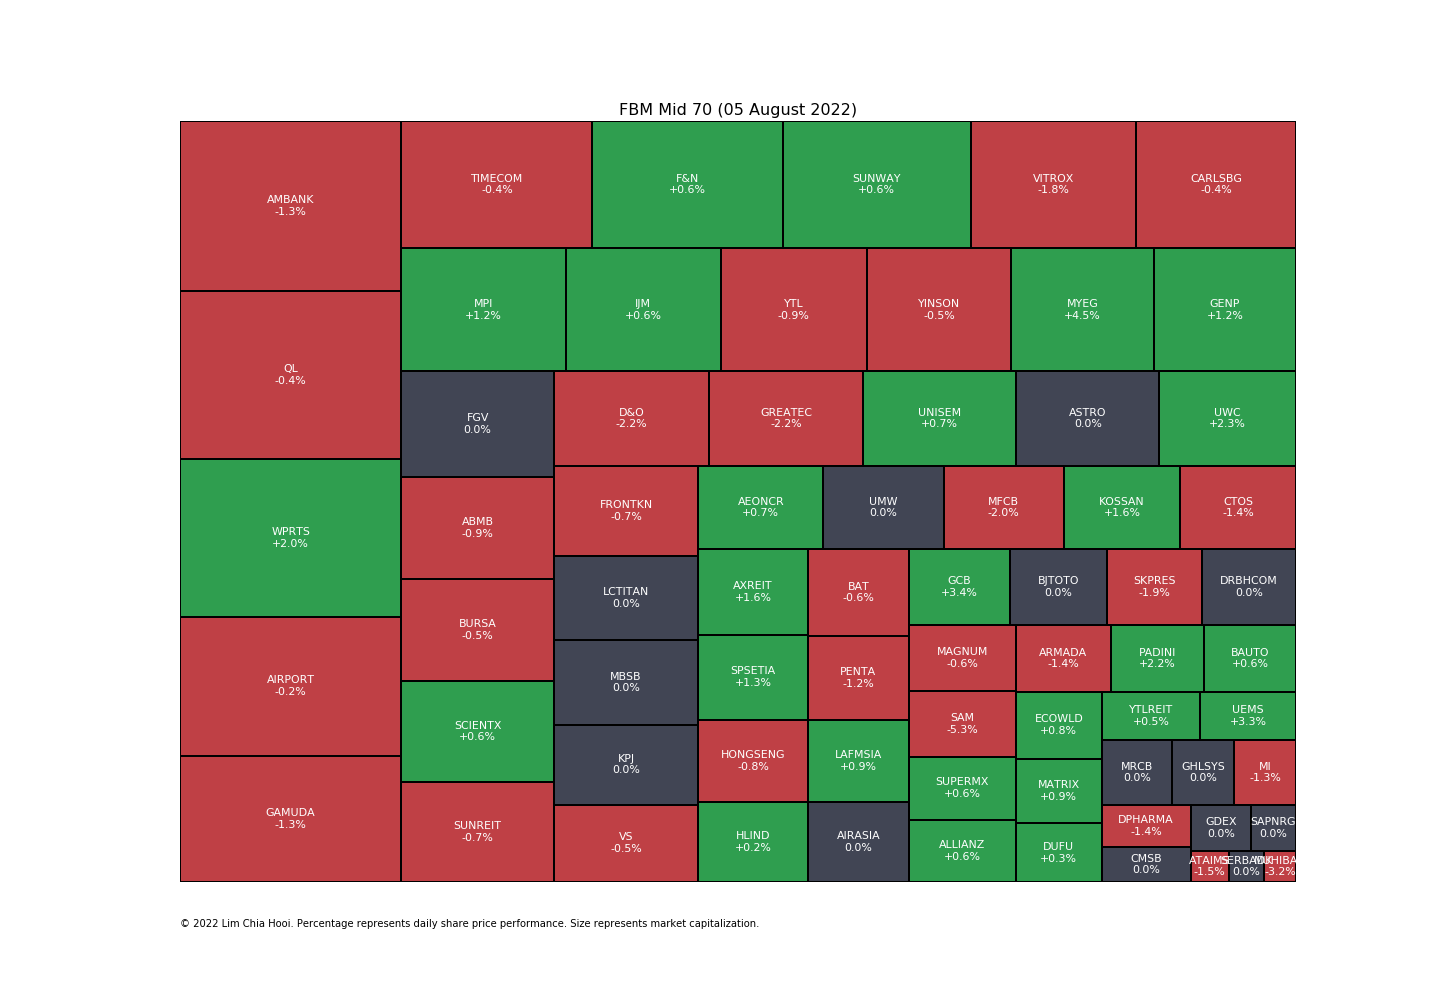 FBM Mid 70 (05 August 2022)
AMBANK
-1.3%
QL
-0.4%
WPRTS
+2.0%
AIRPORT
-0.2%
GAMUDA
-1.3%
TIMECOM
-0.4%
F&N
+0.6%
SUNWAY
+0.6%
VITROX
-1.8%
CARLSBG
-0.4%
MPI
+1.2%
IJM
+0.6%
YTL
-0.9%
YINSON
-0.5%
MYEG
+4.5%
GENP
+1.2%
FGV
0.0%
ABMB
-0.9%
BURSA
-0.5%
SCIENTX
+0.6%
SUNREIT
-0.7%
D&O
-2.2%
GREATEC
-2.2%
UNISEM
+0.7%
ASTRO
0.0%
UWC
+2.3%
FRONTKN
-0.7%
LCTITAN
0.0%
MBSB
0.0%
KPJ
0.0%
VS
-0.5%
AEONCR
+0.7%
UMW
0.0%
MFCB
-2.0%
KOSSAN
+1.6%
CTOS
-1.4%
AXREIT
+1.6%
SPSETIA
+1.3%
HONGSENG
-0.8%
HLIND
+0.2%
BAT
-0.6%
PENTA
-1.2%
LAFMSIA
+0.9%
AIRASIA
0.0%
GCB
+3.4%
BJTOTO
0.0%
SKPRES
-1.9%
DRBHCOM
0.0%
MAGNUM
-0.6%
SAM
-5.3%
SUPERMX
+0.6%
ALLIANZ
+0.6%
ARMADA
-1.4%
PADINI
+2.2%
BAUTO
+0.6%
ECOWLD
+0.8%
MATRIX
+0.9%
DUFU
+0.3%
YTLREIT
+0.5%
UEMS
+3.3%
MRCB
0.0%
GHLSYS
0.0%
MI
-1.3%
DPHARMA
-1.4%
CMSB
0.0%
GDEX
0.0%
SAPNRG
0.0%
ATAIMS
-1.5%
SERBADK
0.0%
MUHIBAH
-3.2%
© 2022 Lim Chia Hooi. Percentage represents daily share price performance. Size represents market capitalization.